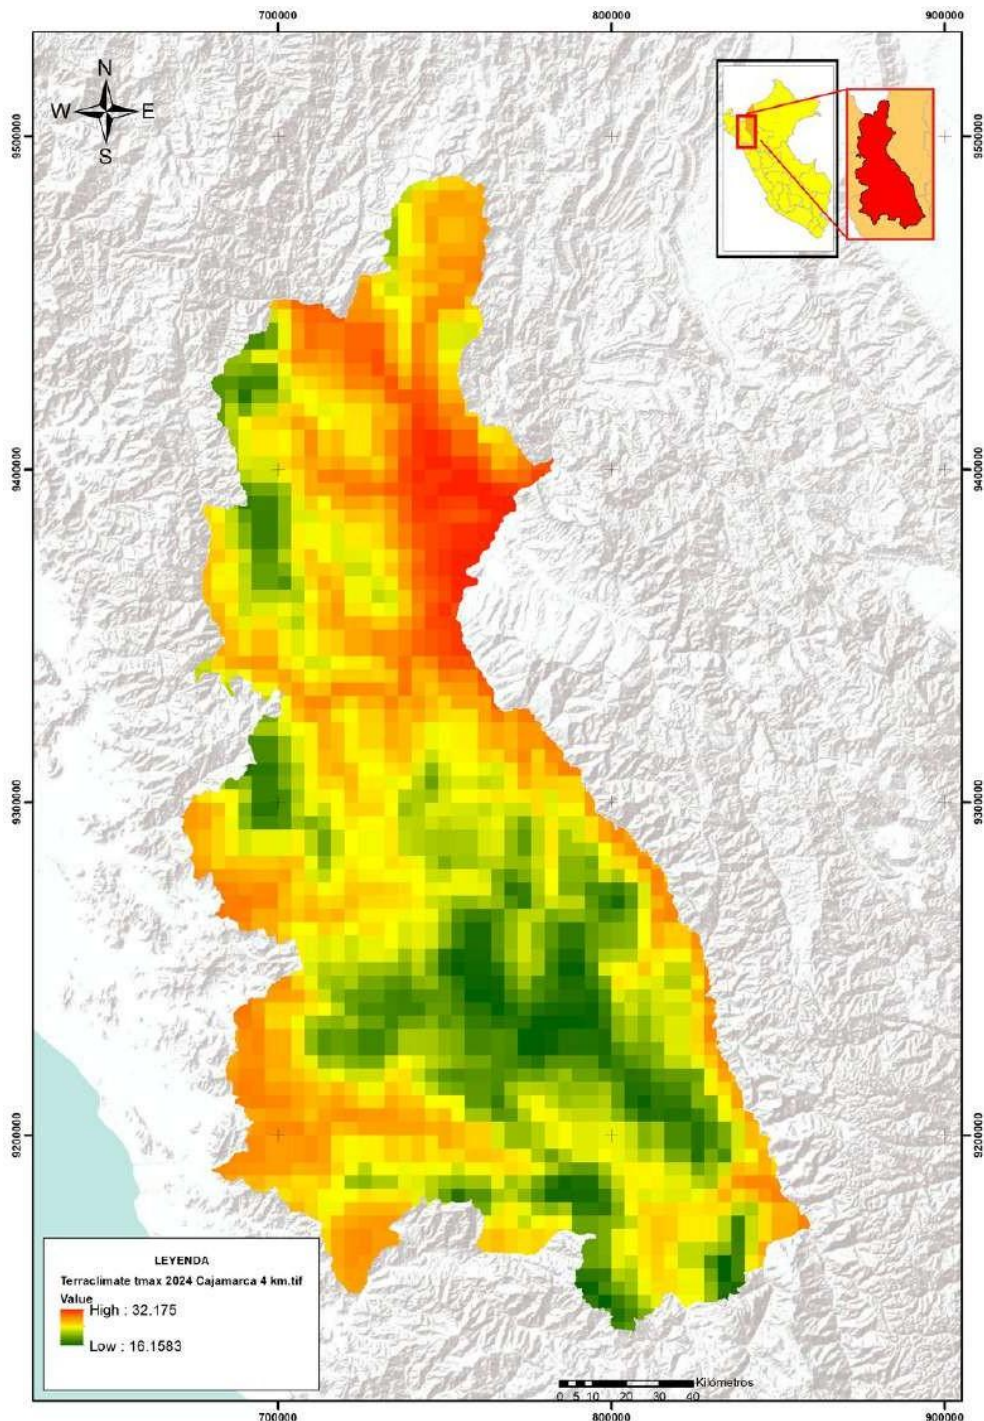 700000 800000 900000
N
W E
S
9500000 9500000
9400000 9400000
9300000 9300000
9200000 9200000
LEYENDA
Terraclimate tmax 2024 Cajamarca 4 km.tif
Value
High : 32.175
Low : 16.1583
Kilómetros
0 5 10 20 30 40
700000 800000 900000